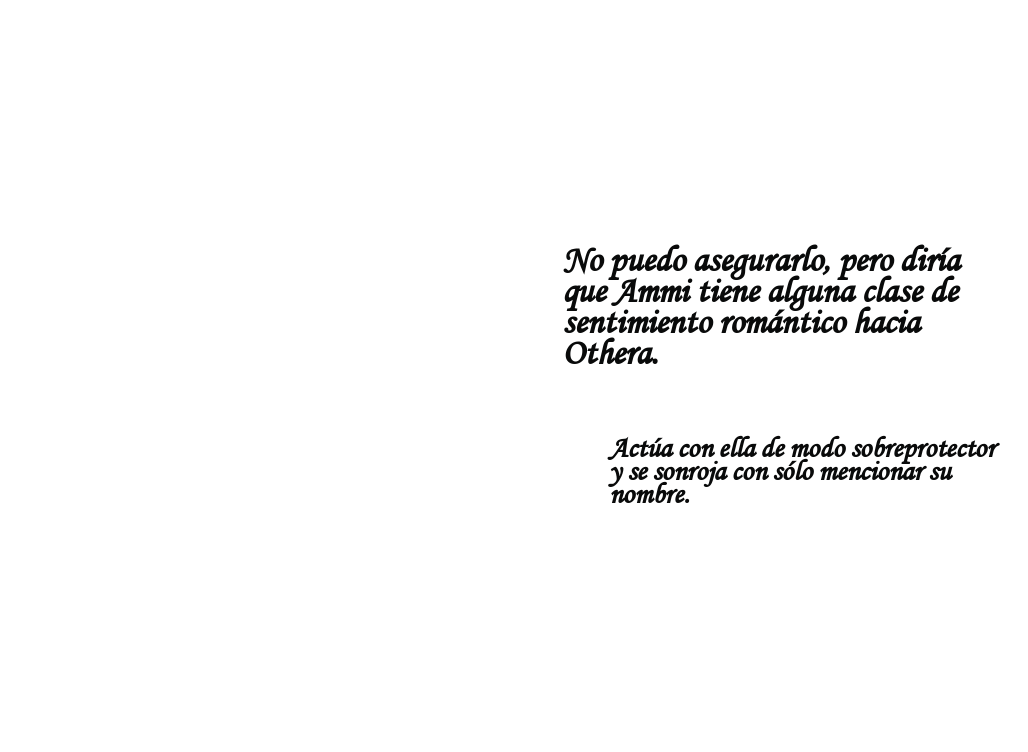 No puedo asegurarlo, pero diría
que Ammi tiene alguna clase de
sentimiento romántico hacia
Othera.
Actúa con ella de modo sobreprotector
y se sonroja con sólo mencionar su
nombre.